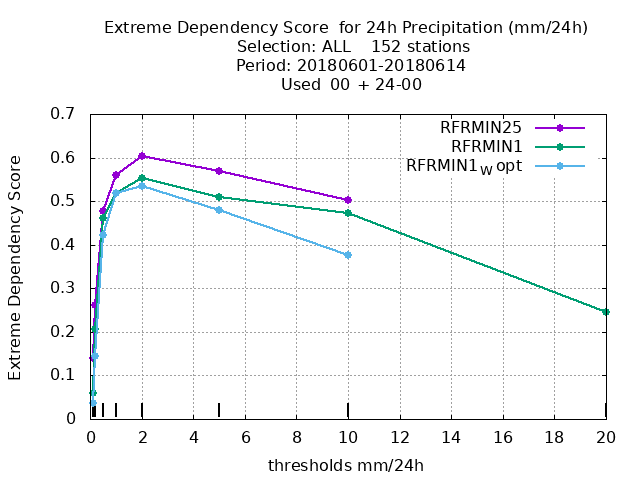 Extreme Dependency Score  for 24h Precipitation (mm/24h)
Selection: ALL    152 stations
Period: 20180601-20180614
Used  00 + 24-00
RFRMIN25
RFRMIN1
RFRMIN1_W opt
Extreme Dependency Score
0.7
0.6
0.5
0.4
0.3
0.2
0.1
0
0 2 4 6 8 10 12 14 16 18 20
thresholds mm/24h